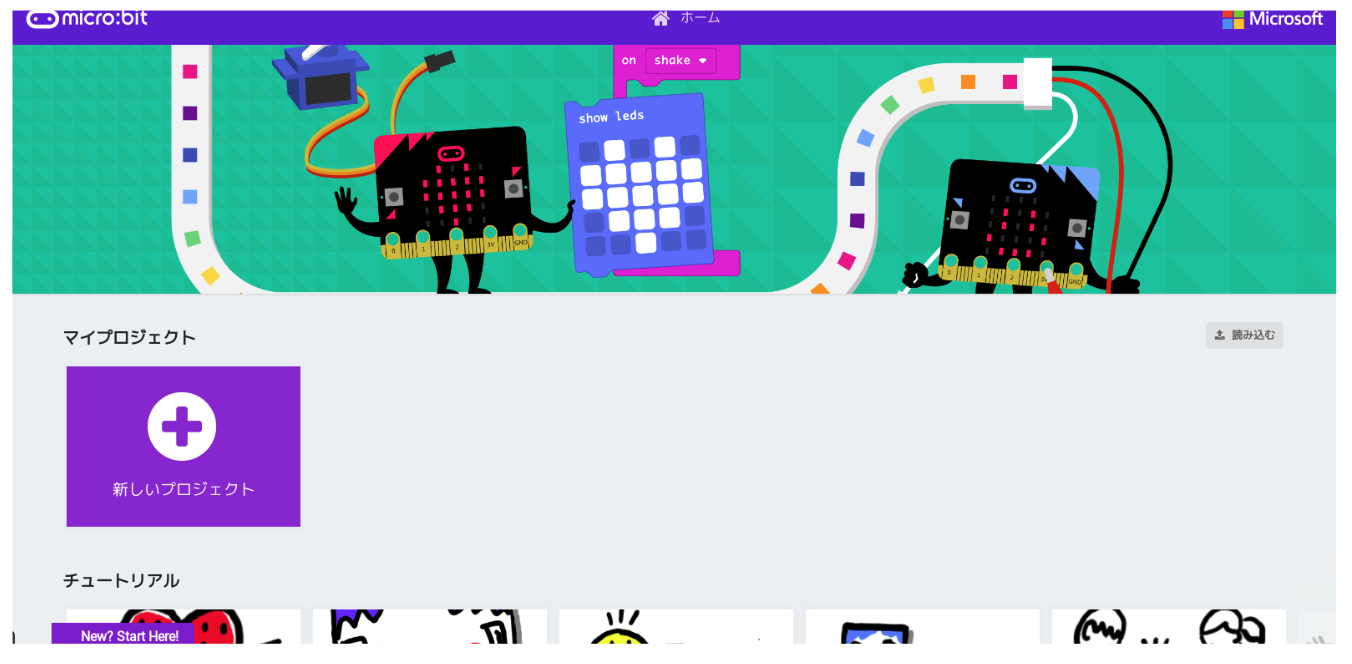 micro:bit
ホーム
Microsoft
on shake
show leds
0 1 2 3V GND
0 1 2 GND
マイプロジェクト
読み込む
新しいプロジェクト
チュートリアル
New? Start Here!